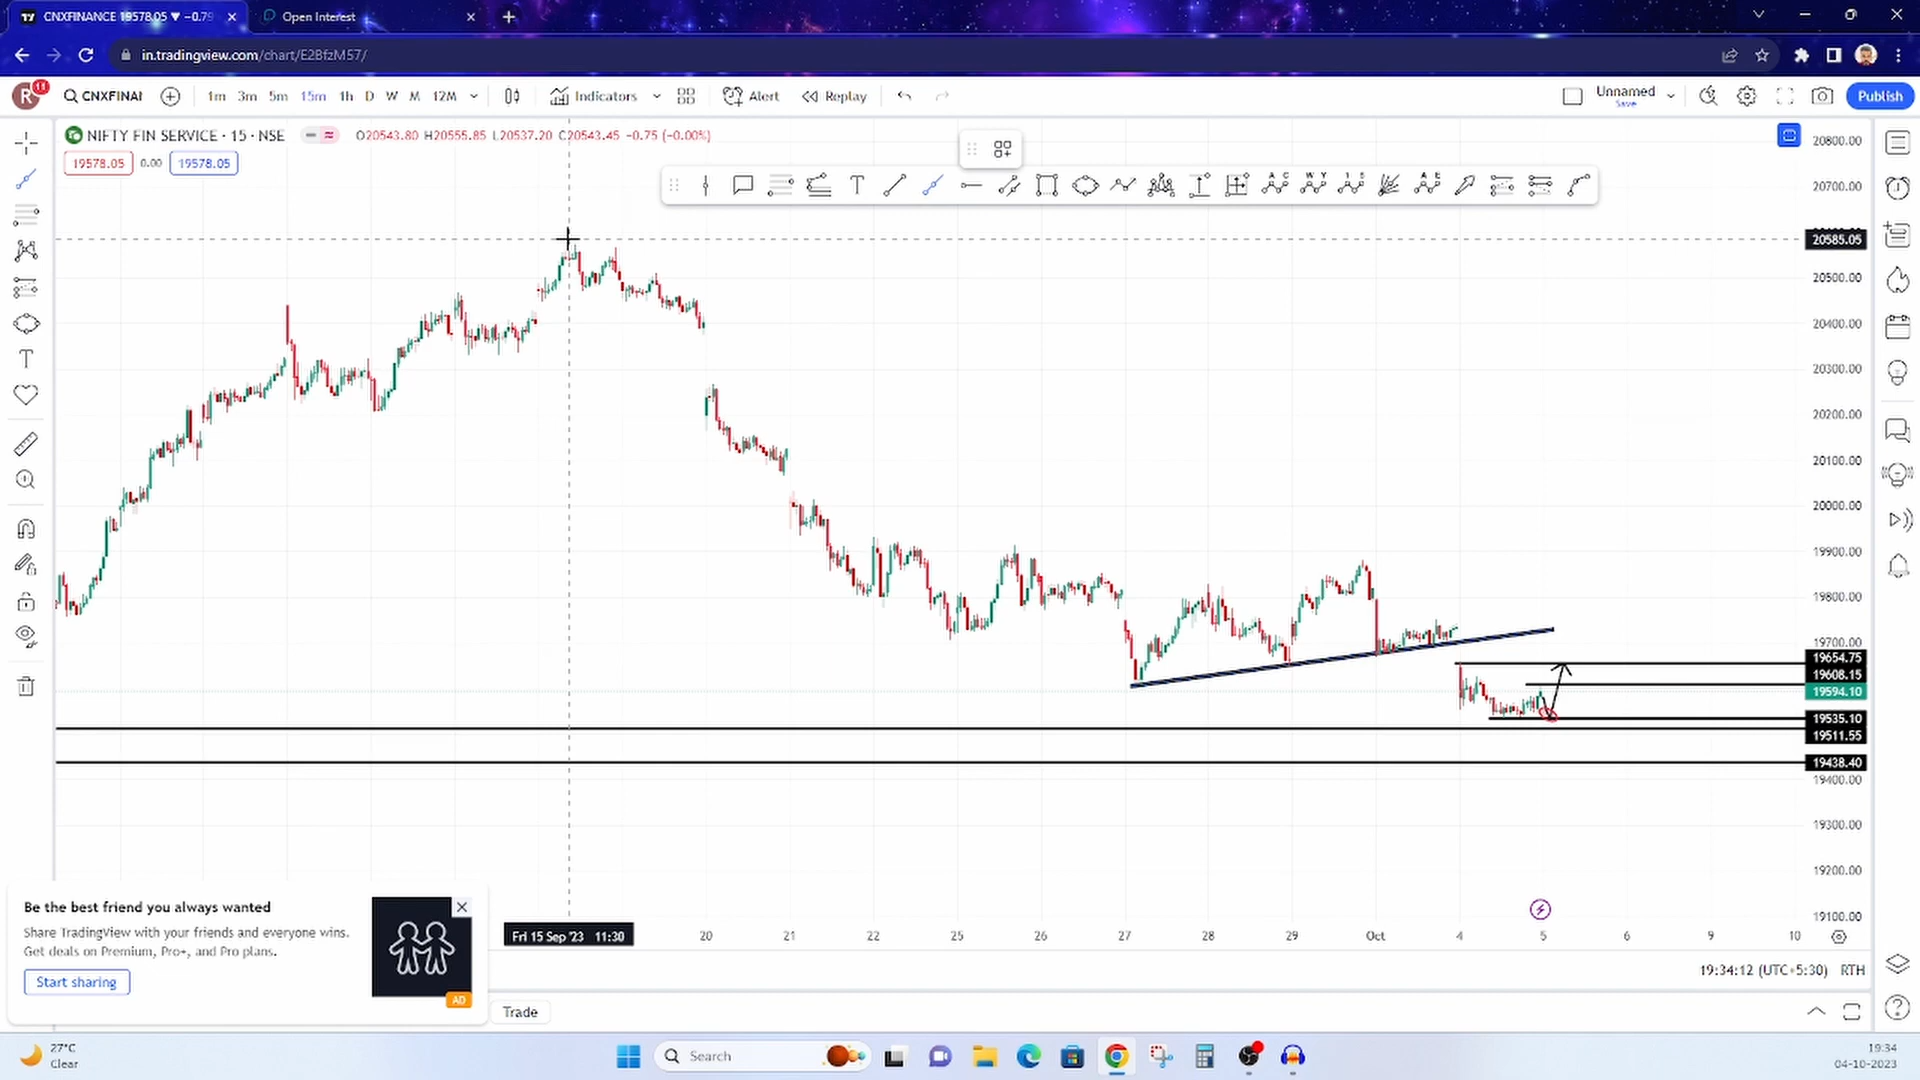 CNXFINANCE 19578.05 ▼ −0.79
Open Interest
in.tradingview.com/chart/E2BfzM57/
R
11
CNXFINAI
1m 3m 5m 15m 1h D W M 12M
Indicators
Alert
Replay
Unnamed
Save
Publish
NIFTY FIN SERVICE · 15 · NSE
O20543.80 H20555.85 L20537.20 C20543.45 −0.75 (−0.00%)
19578.05 0.00 19578.05
20800.00
20700.00
20585.05
20500.00
20400.00
20300.00
20200.00
20100.00
20000.00
19900.00
19800.00
19700.00
19654.75
19608.15
19594.10
19535.10
19511.55
19438.40
19400.00
19300.00
19200.00
19100.00
Be the best friend you always wanted
Share TradingView with your friends and everyone wins.
Get deals on Premium, Pro+, and Pro plans.
Start sharing
AD
Fri 15 Sep '23 11:30
20 21 22 25 26 27 28 29 Oct 4 5 6 9 10
19:34:12 (UTC+5:30) RTH
Trade
27°C
Clear
Search
19:34
04-10-2023